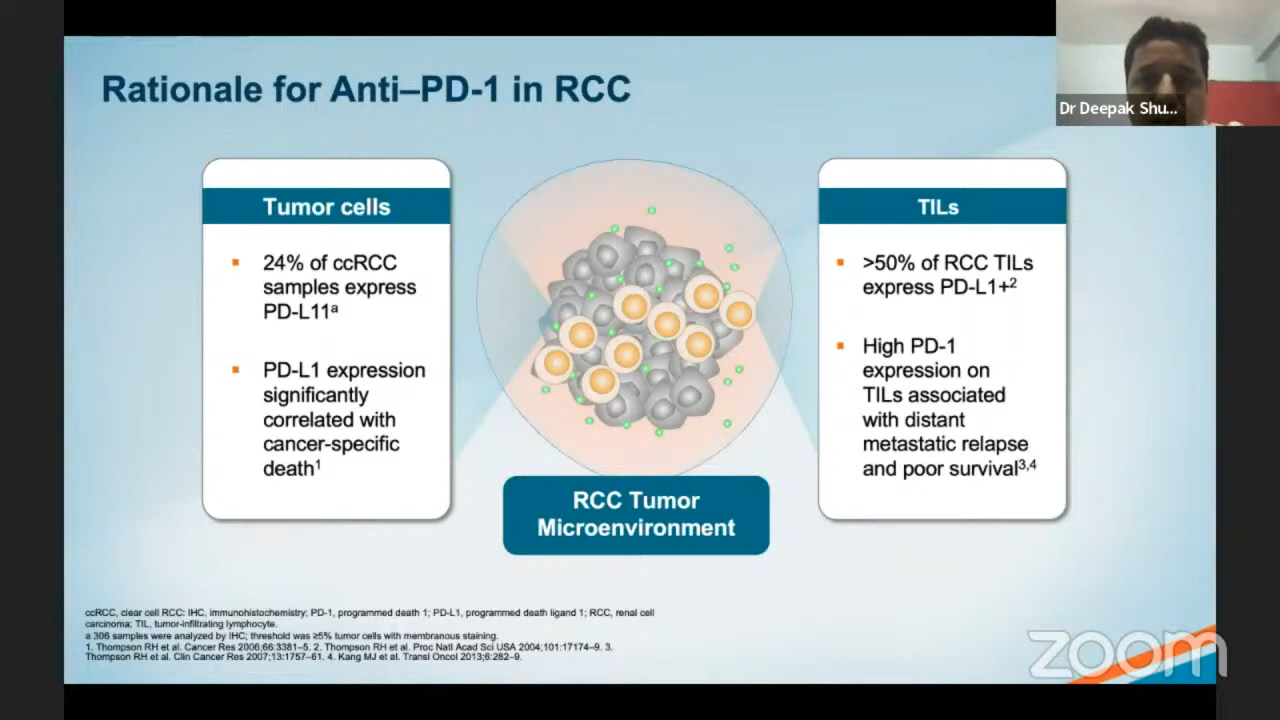 Rationale for Anti–PD-1 in RCC
Dr Deepak Shu...
Tumor cells
▪ 24% of ccRCC
samples express
PD-L11ᵃ
▪ PD-L1 expression
significantly
correlated with
cancer-specific
death¹
RCC Tumor
Microenvironment
TILs
▪ >50% of RCC TILs
express PD-L1+²
▪ High PD-1
expression on
TILs associated
with distant
metastatic relapse
and poor survival³,⁴
ccRCC, clear cell RCC: IHC, immunohistochemistry; PD-1, programmed death 1; PD-L1, programmed death ligand 1; RCC, renal cell
carcinoma; TIL, tumor-infiltrating lymphocyte.
a 306 samples were analyzed by IHC; threshold was ≥5% tumor cells with membranous staining.
1. Thompson RH et al. Cancer Res 2006;66:3381–5. 2. Thompson RH et al. Proc Natl Acad Sci USA 2004;101:17174–9. 3.
Thompson RH et al. Clin Cancer Res 2007;13:1757–61. 4. Kang MJ et al. Transl Oncol 2013;6:282–9.
zoom